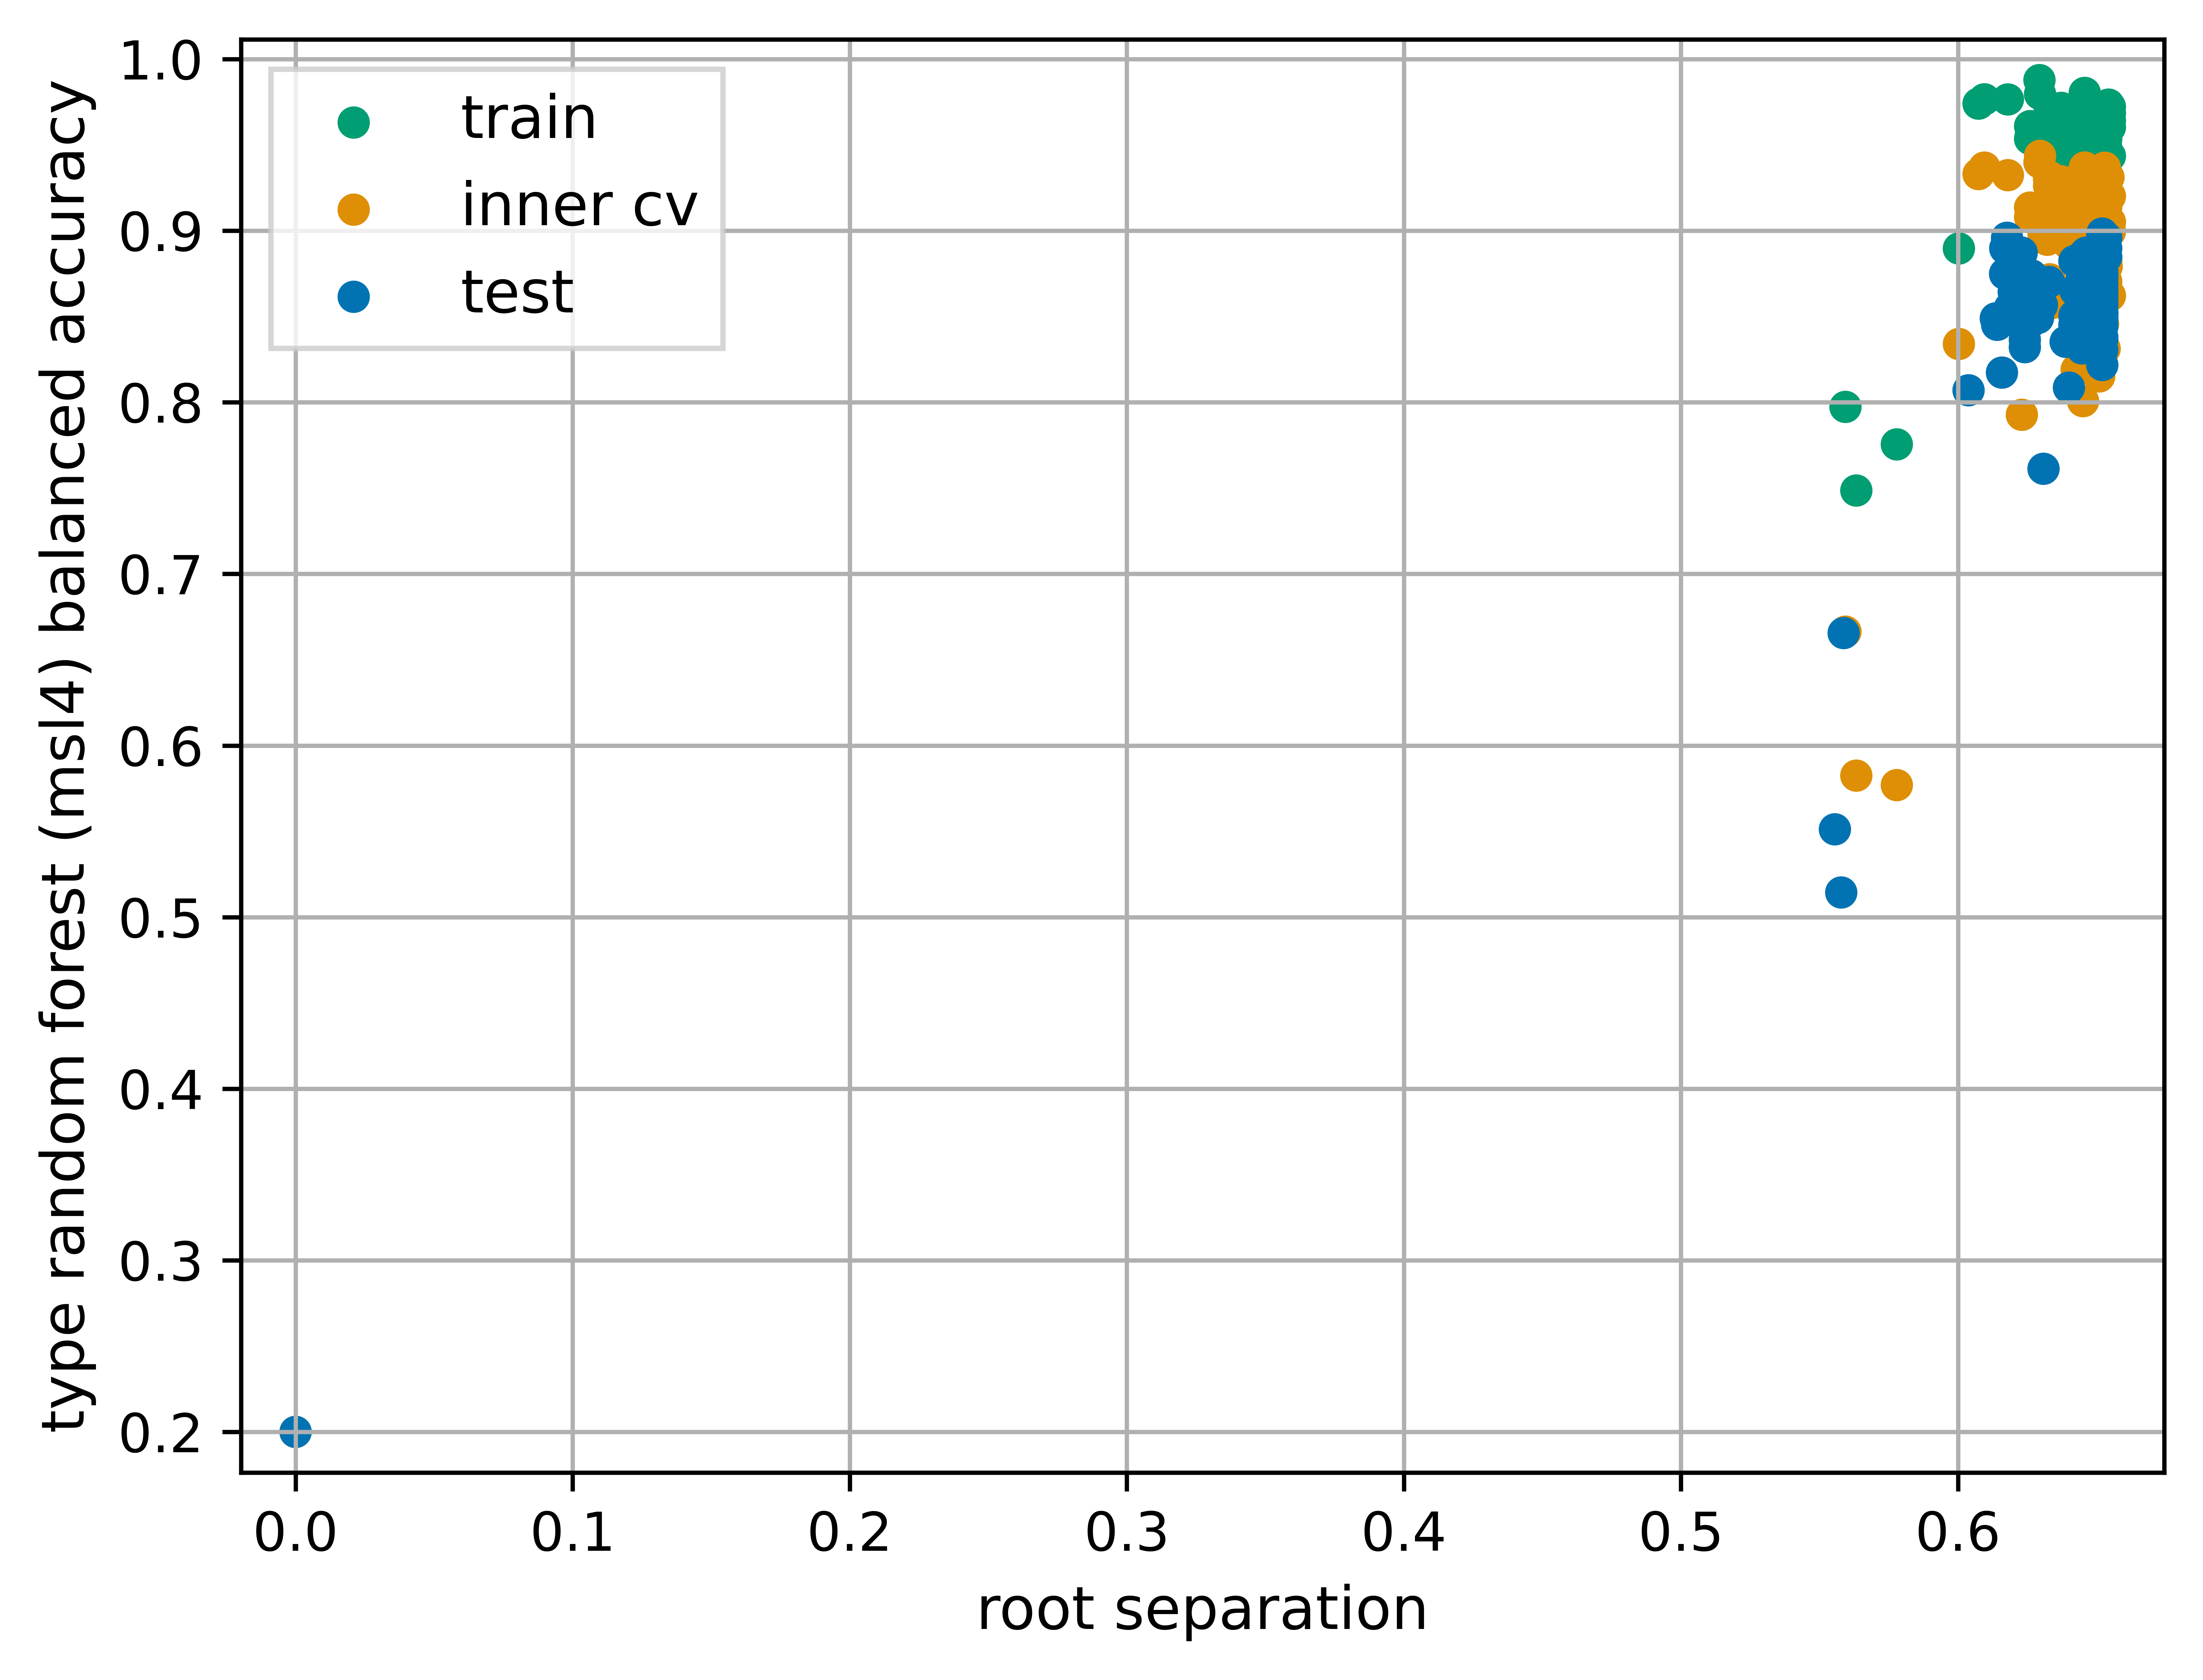 type random forest (msl4) balanced accuracy
1.0
0.9
0.8
0.7
0.6
0.5
0.4
0.3
0.2
train
inner cv
test
0.0 0.1 0.2 0.3 0.4 0.5 0.6
root separation